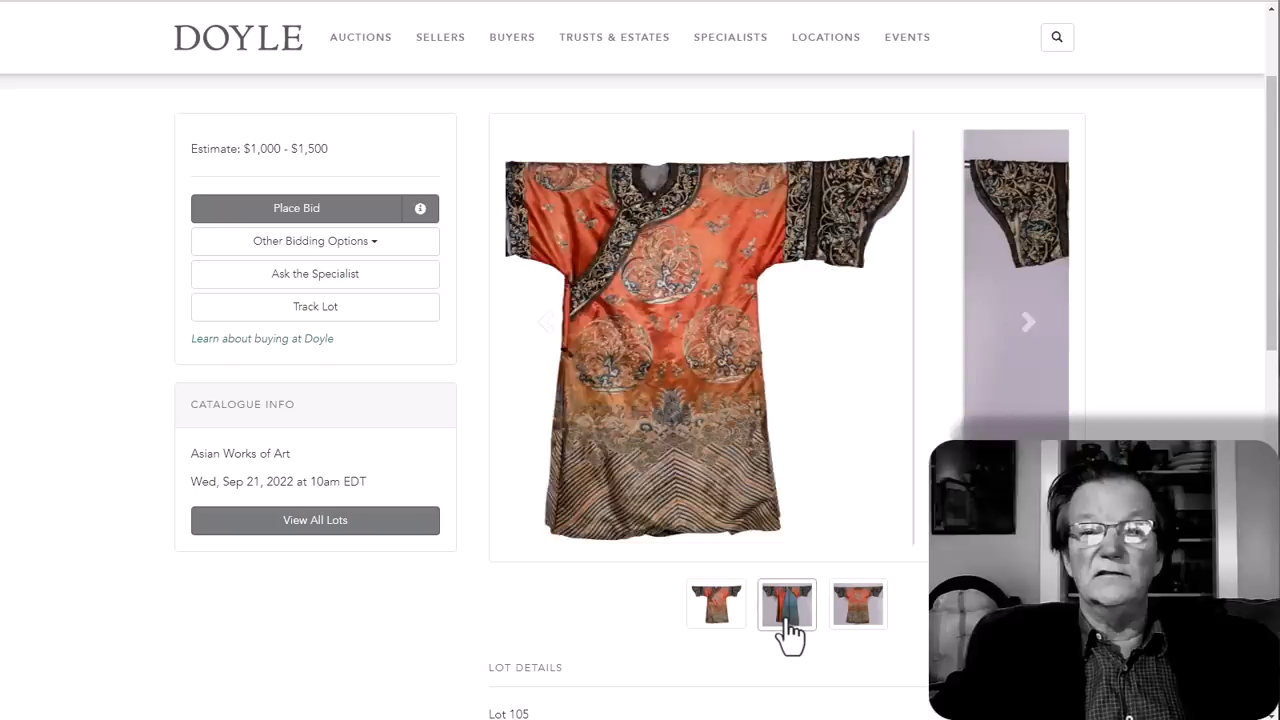 DOYLE
AUCTIONS SELLERS BUYERS TRUSTS & ESTATES SPECIALISTS LOCATIONS EVENTS
Estimate: $1,000 - $1,500
Place Bid
Other Bidding Options
Ask the Specialist
Track Lot
Learn about buying at Doyle
CATALOGUE INFO
Asian Works of Art
Wed, Sep 21, 2022 at 10am EDT
View All Lots
LOT DETAILS
Lot 105